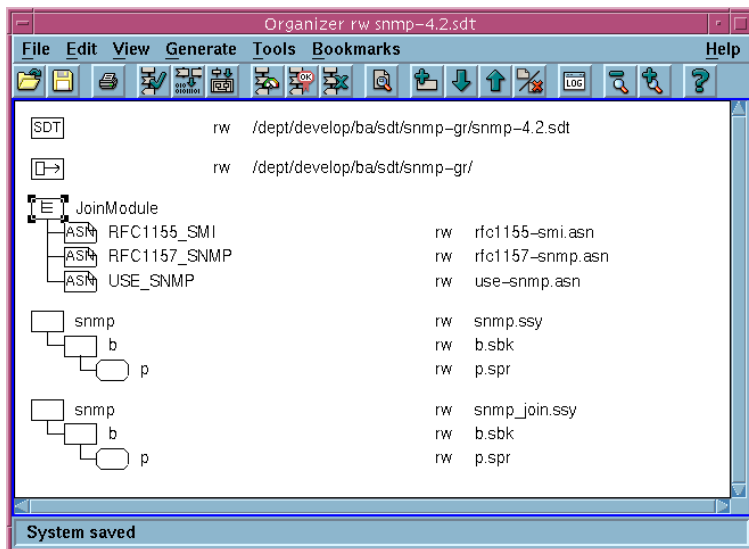 Organizer rw snmp-4.2.sdt
File Edit View Generate Tools Bookmarks Help
OK LOG ?
SDT rw /dept/develop/ba/sdt/snmp-gr/snmp-4.2.sdt
rw /dept/develop/ba/sdt/snmp-gr/
JoinModule
ASN RFC1155_SMI rw rfc1155-smi.asn
ASN RFC1157_SNMP rw rfc1157-snmp.asn
ASN USE_SNMP rw use-snmp.asn
snmp rw snmp.ssy
b rw b.sbk
p rw p.spr
snmp rw snmp_join.ssy
b rw b.sbk
p rw p.spr
System saved